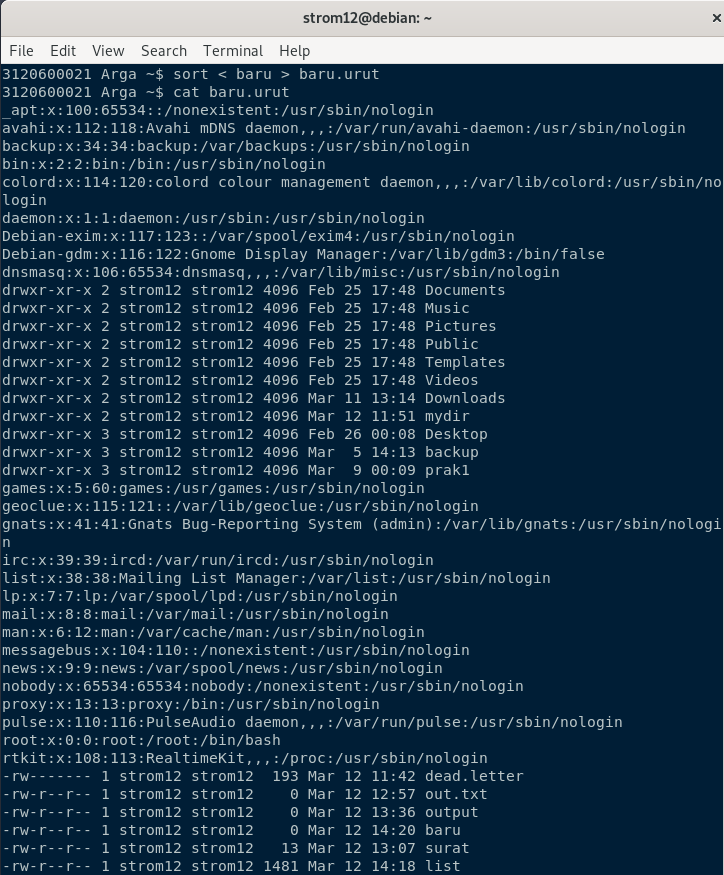 strom12@debian: ~
File Edit View Search Terminal Help
3120600021 Arga ~$ sort < baru > baru.urut
3120600021 Arga ~$ cat baru.urut
_apt:x:100:65534::/nonexistent:/usr/sbin/nologin
avahi:x:112:118:Avahi mDNS daemon,,,:/var/run/avahi-daemon:/usr/sbin/nologin
backup:x:34:34:backup:/var/backups:/usr/sbin/nologin
bin:x:2:2:bin:/bin:/usr/sbin/nologin
colord:x:114:120:colord colour management daemon,,,:/var/lib/colord:/usr/sbin/no
login
daemon:x:1:1:daemon:/usr/sbin:/usr/sbin/nologin
Debian-exim:x:117:123::/var/spool/exim4:/usr/sbin/nologin
Debian-gdm:x:116:122:Gnome Display Manager:/var/lib/gdm3:/bin/false
dnsmasq:x:106:65534:dnsmasq,,,:/var/lib/misc:/usr/sbin/nologin
drwxr-xr-x 2 strom12 strom12 4096 Feb 25 17:48 Documents
drwxr-xr-x 2 strom12 strom12 4096 Feb 25 17:48 Music
drwxr-xr-x 2 strom12 strom12 4096 Feb 25 17:48 Pictures
drwxr-xr-x 2 strom12 strom12 4096 Feb 25 17:48 Public
drwxr-xr-x 2 strom12 strom12 4096 Feb 25 17:48 Templates
drwxr-xr-x 2 strom12 strom12 4096 Feb 25 17:48 Videos
drwxr-xr-x 2 strom12 strom12 4096 Mar 11 13:14 Downloads
drwxr-xr-x 2 strom12 strom12 4096 Mar 12 11:51 mydir
drwxr-xr-x 3 strom12 strom12 4096 Feb 26 00:08 Desktop
drwxr-xr-x 3 strom12 strom12 4096 Mar  5 14:13 backup
drwxr-xr-x 3 strom12 strom12 4096 Mar  9 00:09 prak1
games:x:5:60:games:/usr/games:/usr/sbin/nologin
geoclue:x:115:121::/var/lib/geoclue:/usr/sbin/nologin
gnats:x:41:41:Gnats Bug-Reporting System (admin):/var/lib/gnats:/usr/sbin/nologi
n
irc:x:39:39:ircd:/var/run/ircd:/usr/sbin/nologin
list:x:38:38:Mailing List Manager:/var/list:/usr/sbin/nologin
lp:x:7:7:lp:/var/spool/lpd:/usr/sbin/nologin
mail:x:8:8:mail:/var/mail:/usr/sbin/nologin
man:x:6:12:man:/var/cache/man:/usr/sbin/nologin
messagebus:x:104:110::/nonexistent:/usr/sbin/nologin
news:x:9:9:news:/var/spool/news:/usr/sbin/nologin
nobody:x:65534:65534:nobody:/nonexistent:/usr/sbin/nologin
proxy:x:13:13:proxy:/bin:/usr/sbin/nologin
pulse:x:110:116:PulseAudio daemon,,,:/var/run/pulse:/usr/sbin/nologin
root:x:0:0:root:/root:/bin/bash
rtkit:x:108:113:RealtimeKit,,,:/proc:/usr/sbin/nologin
-rw------- 1 strom12 strom12  193 Mar 12 11:42 dead.letter
-rw-r--r-- 1 strom12 strom12    0 Mar 12 12:57 out.txt
-rw-r--r-- 1 strom12 strom12    0 Mar 12 13:36 output
-rw-r--r-- 1 strom12 strom12    0 Mar 12 14:20 baru
-rw-r--r-- 1 strom12 strom12   13 Mar 12 13:07 surat
-rw-r--r-- 1 strom12 strom12 1481 Mar 12 14:18 list